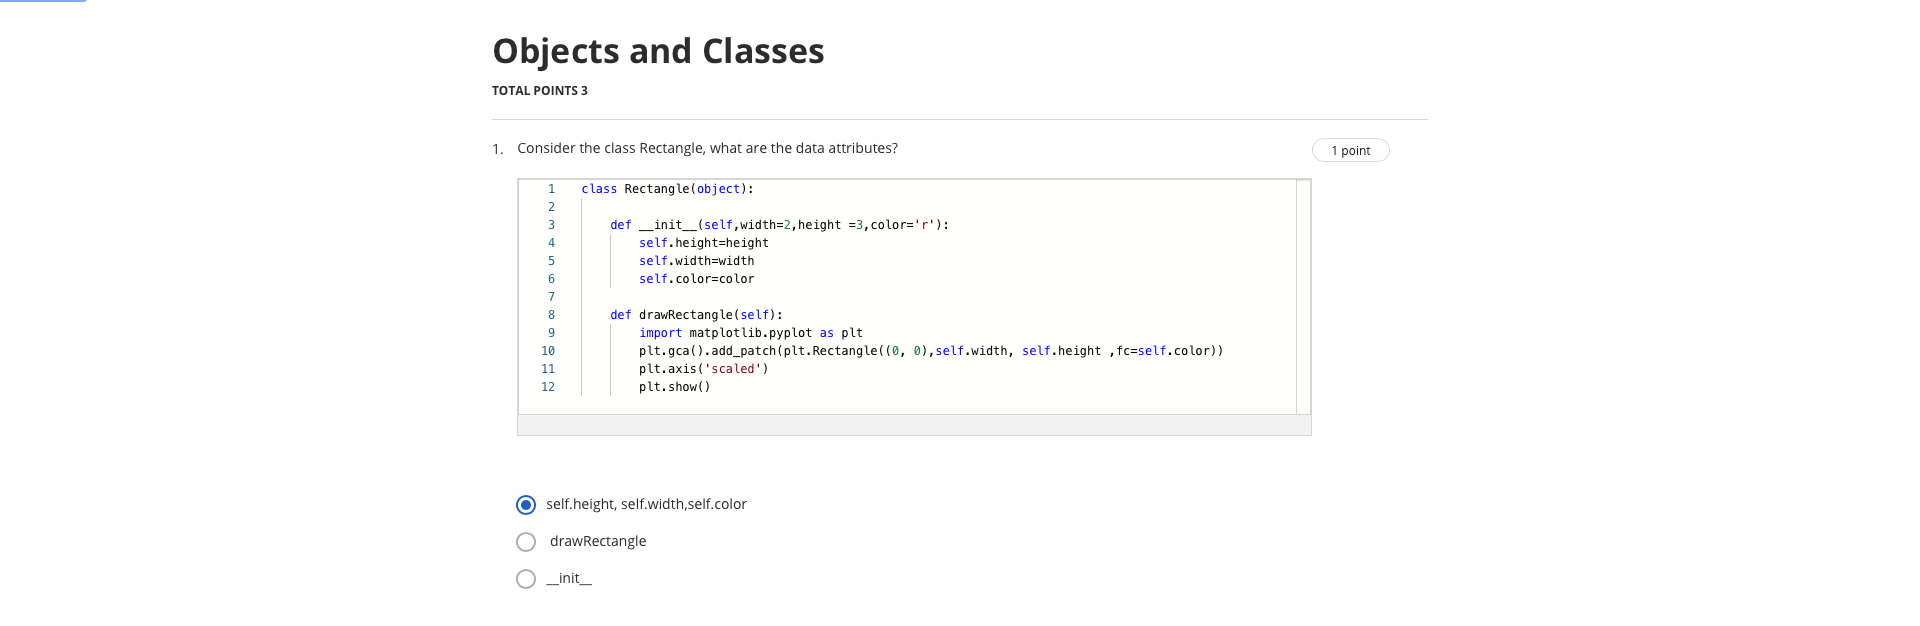 Objects and Classes
TOTAL POINTS 3
1. Consider the class Rectangle, what are the data attributes?
1 point
1 class Rectangle(object):
2
3     def __init__(self,width=2,height =3,color='r'):
4         self.height=height
5         self.width=width
6         self.color=color
7
8     def drawRectangle(self):
9         import matplotlib.pyplot as plt
10         plt.gca().add_patch(plt.Rectangle((0, 0),self.width, self.height ,fc=self.color))
11         plt.axis('scaled')
12         plt.show()
self.height, self.width,self.color
drawRectangle
__init__